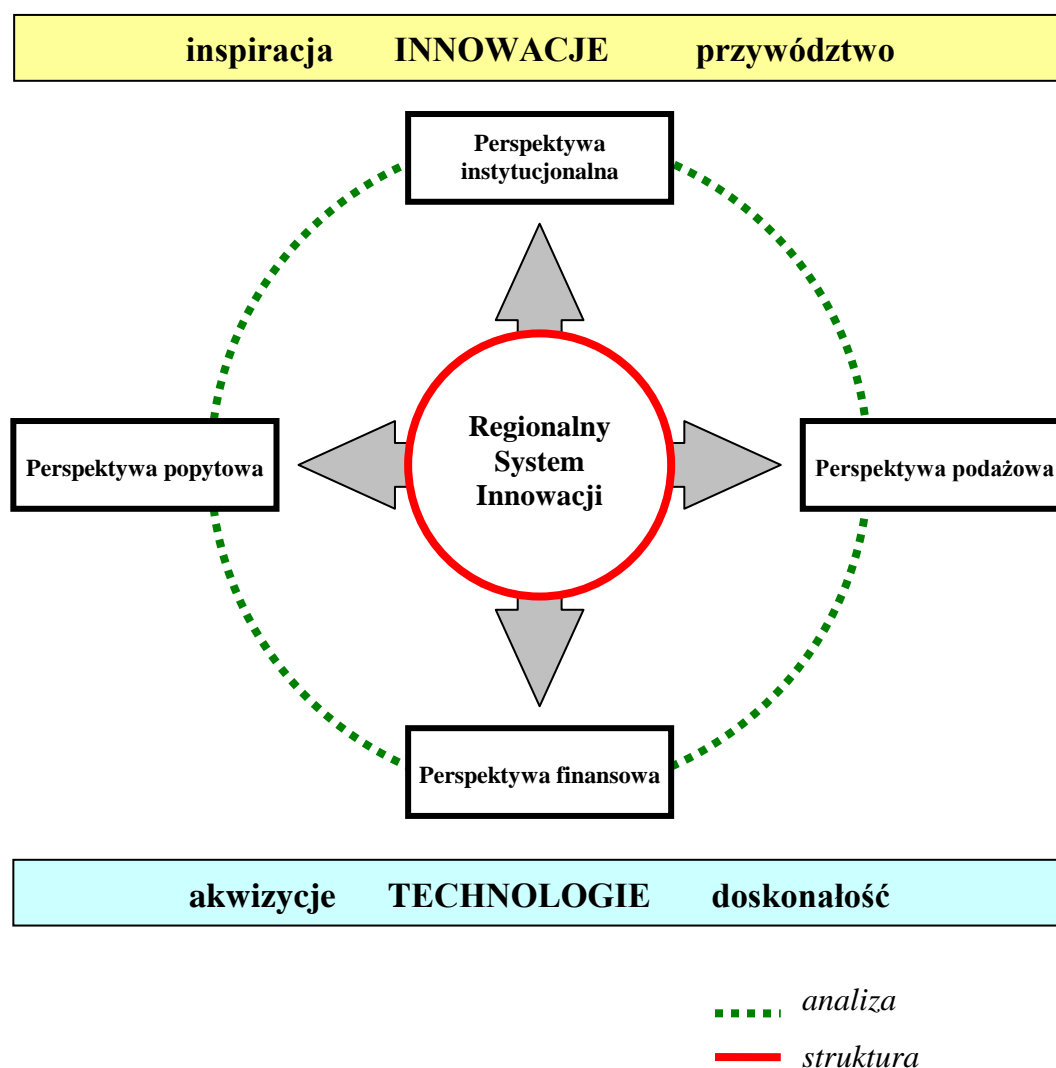 inspiracja INNOWACJE przywództwo
Perspektywa
instytucjonalna
Regionalny
System
Innowacji
Perspektywa popytowa
Perspektywa podażowa
Perspektywa finansowa
akwizycje TECHNOLOGIE doskonałość
analiza
struktura